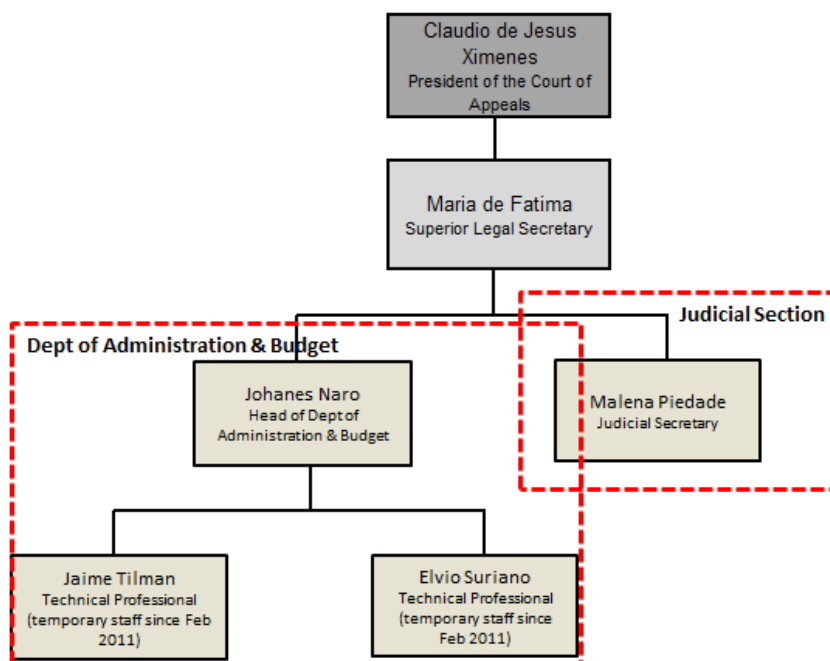 Claudio de Jesus
Ximenes
President of the Court of
Appeals
Maria de Fatima
Superior Legal Secretary
Judicial Section
Dept of Administration & Budget
Johanes Naro
Head of Dept of
Administration & Budget
Malena Piedade
Judicial Secretary
Jaime Tilman
Technical Professional
(temporary staff since Feb
2011)
Elvio Suriano
Technical Professional
(temporary staff since
Feb 2011)